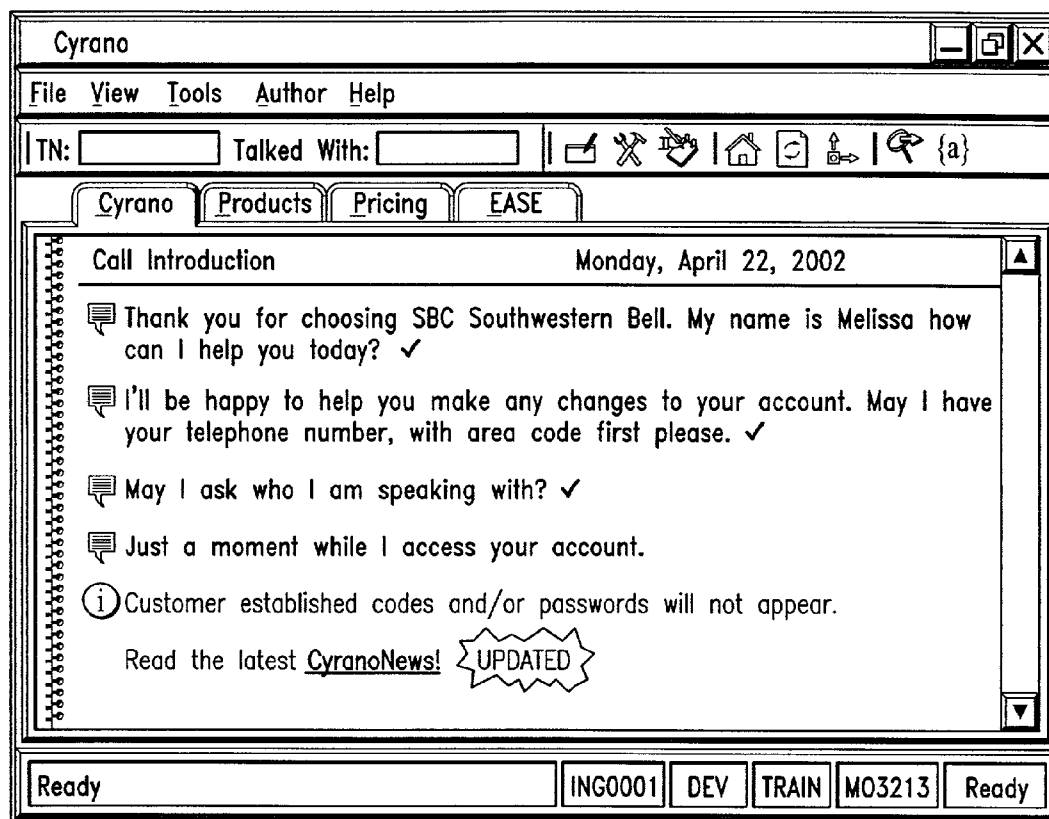 Cyrano
File View Tools Author Help
TN: Talked With: {a}
Cyrano Products Pricing EASE
Call Introduction Monday, April 22, 2002
Thank you for choosing SBC Southwestern Bell. My name is Melissa how
can I help you today? ✓
I'll be happy to help you make any changes to your account. May I have
your telephone number, with area code first please. ✓
May I ask who I am speaking with? ✓
Just a moment while I access your account.
i Customer established codes and/or passwords will not appear.
Read the latest CyranoNews! UPDATED
Ready ING0001 DEV TRAIN MO3213 Ready